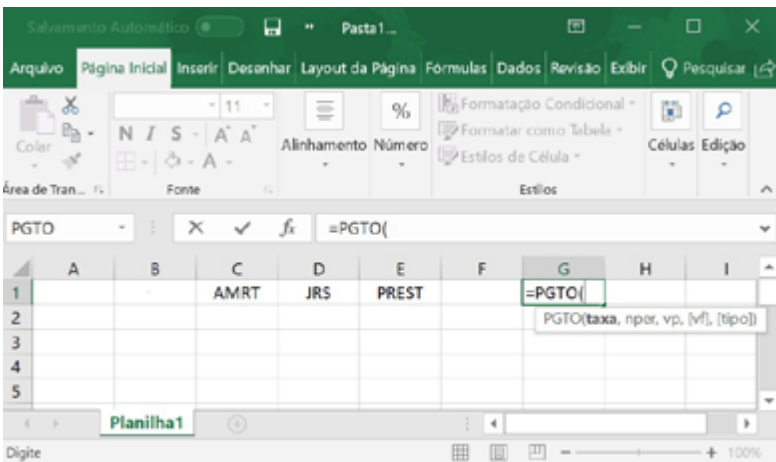 Salvamento Automático Pasta1...
Arquivo Página Inicial Inserir Desenhar Layout da Página Fórmulas Dados Revisão Exibir Pesquisar
Colar N I S 11 A A A Alinhamento % Número Formatação Condicional Formatar como Tabela Estilos de Célula Células Edição
Área de Tran... Fonte Estilos
PGTO fx =PGTO(
A B C D E F G H I
1 AMRT JRS PREST =PGTO(
2 PGTO(taxa, nper, vp, [vf], [tipo])
3
4
5
Planilha1
Digite 100%